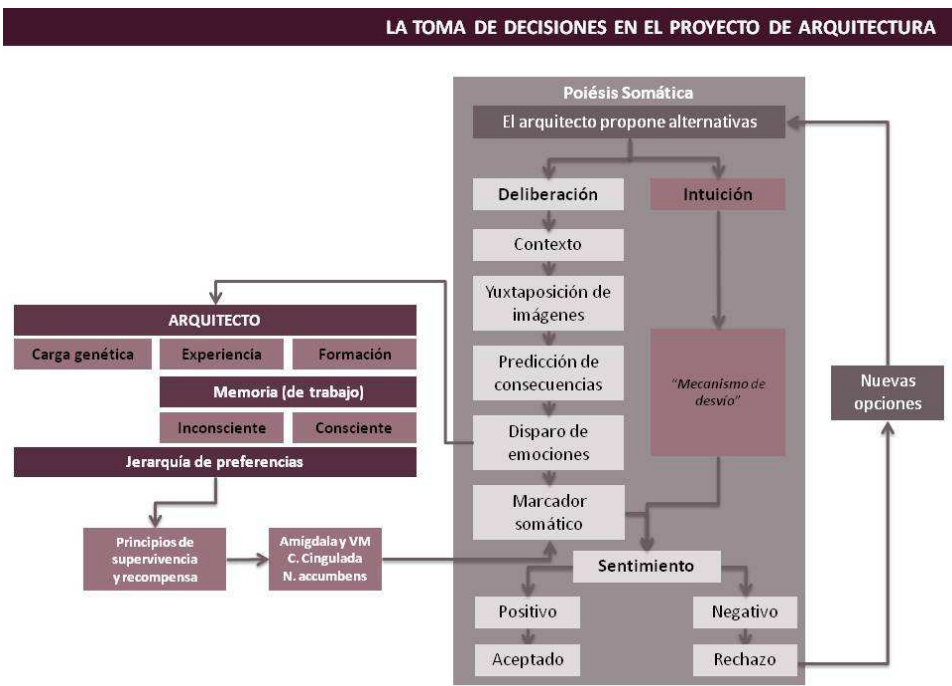 LA TOMA DE DECISIONES EN EL PROYECTO DE ARQUITECTURA
Poiésis Somática
El arquitecto propone alternativas
Deliberación
Intuición
Contexto
Yuxtaposición de
imágenes
Predicción de
consecuencias
Disparo de
emociones
Marcador
somático
"Mecanismo de
desvío"
Sentimiento
Positivo
Negativo
Aceptado
Rechazo
Nuevas
opciones
ARQUITECTO
Carga genética
Experiencia
Formación
Memoria (de trabajo)
Inconsciente
Consciente
Jerarquía de preferencias
Principios de
supervivencia
y recompensa
Amígdala y VM
C. Cingulada
N. accumbens